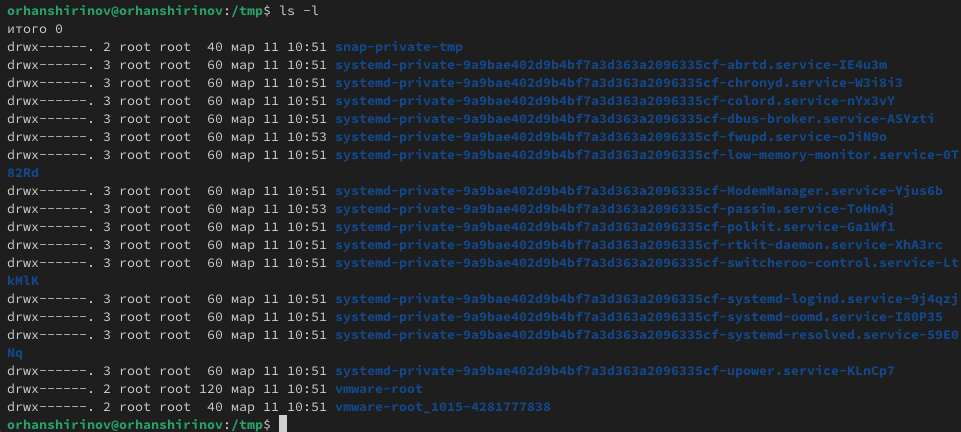 orhanshirinov@orhanshirinov:/tmp$ ls -l
итого 0
drwx------. 2 root root  40 мар 11 10:51 snap-private-tmp
drwx------. 3 root root  60 мар 11 10:51 systemd-private-9a9bae402d9b4bf7a3d363a2096335cf-abrtd.service-IE4u3m
drwx------. 3 root root  60 мар 11 10:51 systemd-private-9a9bae402d9b4bf7a3d363a2096335cf-chronyd.service-W3i8i3
drwx------. 3 root root  60 мар 11 10:51 systemd-private-9a9bae402d9b4bf7a3d363a2096335cf-colord.service-nYx3vY
drwx------. 3 root root  60 мар 11 10:51 systemd-private-9a9bae402d9b4bf7a3d363a2096335cf-dbus-broker.service-ASYzti
drwx------. 3 root root  60 мар 11 10:53 systemd-private-9a9bae402d9b4bf7a3d363a2096335cf-fwupd.service-oJiN9o
drwx------. 3 root root  60 мар 11 10:51 systemd-private-9a9bae402d9b4bf7a3d363a2096335cf-low-memory-monitor.service-0T
82Rd
drwx------. 3 root root  60 мар 11 10:51 systemd-private-9a9bae402d9b4bf7a3d363a2096335cf-ModemManager.service-Yjus6b
drwx------. 3 root root  60 мар 11 10:53 systemd-private-9a9bae402d9b4bf7a3d363a2096335cf-passim.service-ToHnAj
drwx------. 3 root root  60 мар 11 10:51 systemd-private-9a9bae402d9b4bf7a3d363a2096335cf-polkit.service-Ga1Wf1
drwx------. 3 root root  60 мар 11 10:51 systemd-private-9a9bae402d9b4bf7a3d363a2096335cf-rtkit-daemon.service-XhA3rc
drwx------. 3 root root  60 мар 11 10:51 systemd-private-9a9bae402d9b4bf7a3d363a2096335cf-switcheroo-control.service-Lt
kMlK
drwx------. 3 root root  60 мар 11 10:51 systemd-private-9a9bae402d9b4bf7a3d363a2096335cf-systemd-logind.service-9j4qzj
drwx------. 3 root root  60 мар 11 10:51 systemd-private-9a9bae402d9b4bf7a3d363a2096335cf-systemd-oomd.service-I80P35
drwx------. 3 root root  60 мар 11 10:51 systemd-private-9a9bae402d9b4bf7a3d363a2096335cf-systemd-resolved.service-59E0
Nq
drwx------. 3 root root  60 мар 11 10:51 systemd-private-9a9bae402d9b4bf7a3d363a2096335cf-upower.service-KLnCp7
drwx------. 2 root root 120 мар 11 10:51 vmware-root
drwx------. 2 root root  40 мар 11 10:51 vmware-root_1015-4281777838
orhanshirinov@orhanshirinov:/tmp$